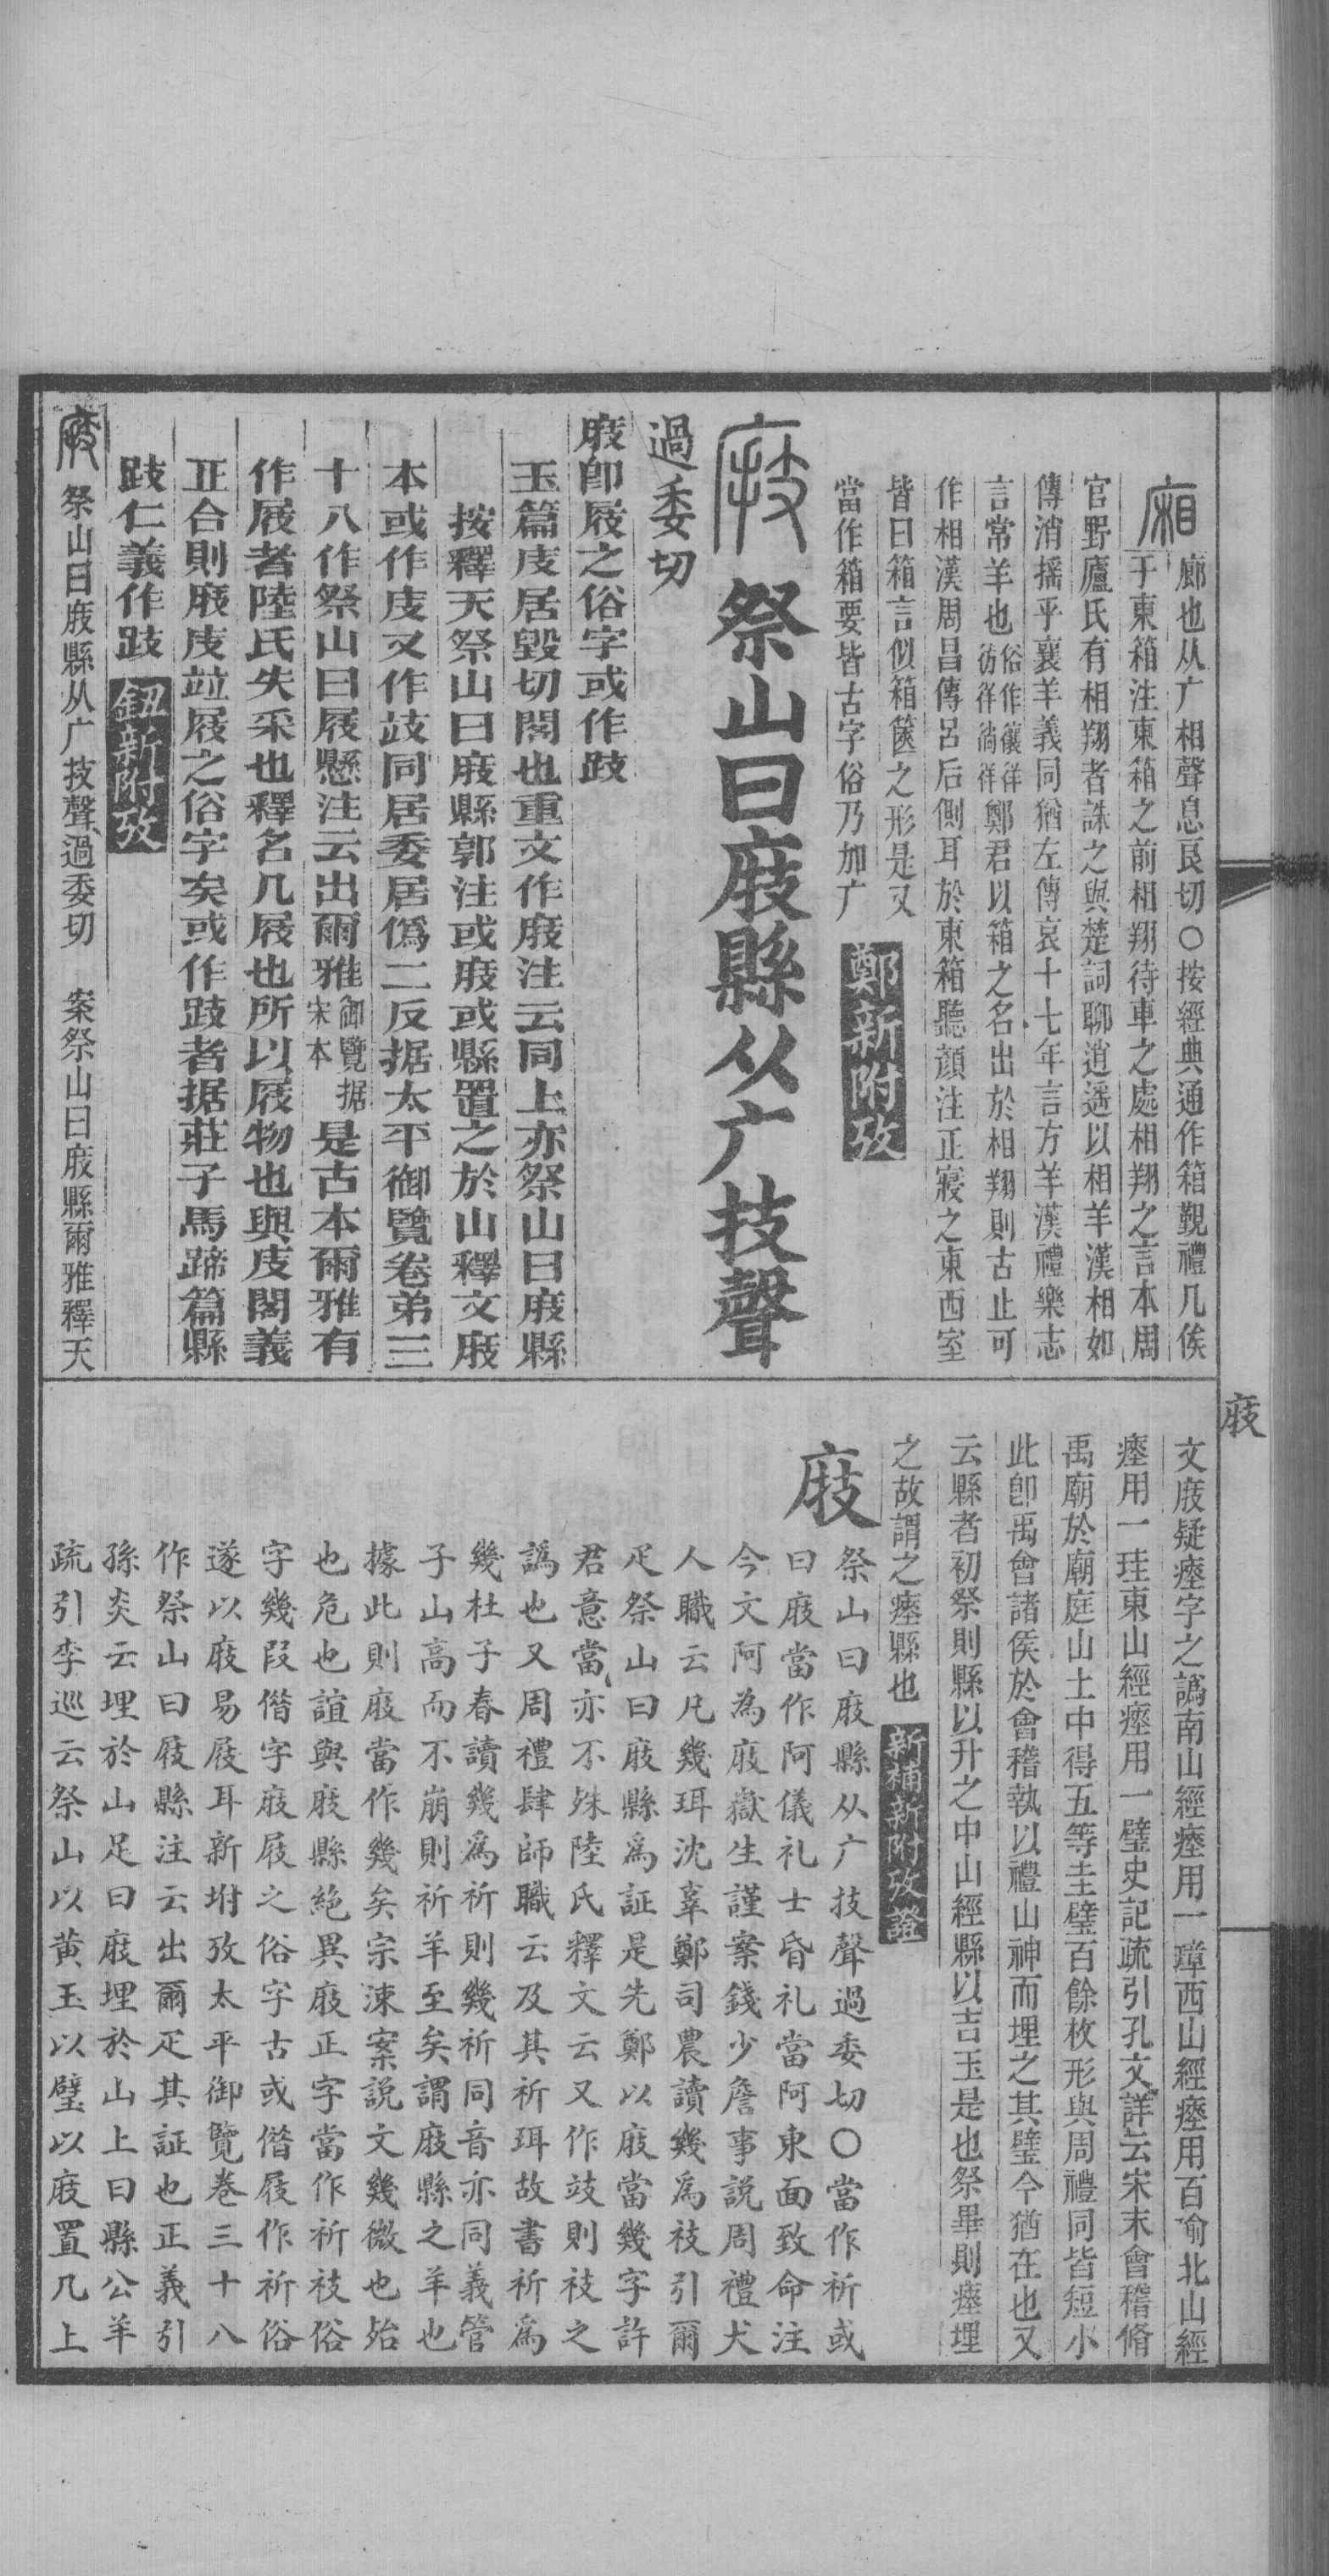 廂 廊也从广相聲息良切○按經典通作箱覲禮几俟
于東箱注東箱之前相翔待事之處相翔之言本周
官野廬氏有相翔者誅之與楚詞聊逍遥以相羊漢相如
傳消搖乎襄羊義同猶左傳哀十七年言方羊漢禮樂志
言常羊也俗作儴徉彷徉徜徉鄭君以箱之名出於相翔則古止可
作相漢周昌傳呂后側耳於東箱聽顏注正寢之東西室
皆曰箱言似箱篋之形是又
當作箱要皆古字俗乃加广 鄭新附攷
庪 祭山曰庪縣从广技聲
過委切
庪卽屐之俗字或作跂
玉篇庋居毀切閣也重文作庪注云同上亦祭山曰庪縣
按釋天祭山曰庪縣郭注或庪或縣置之於山釋文庪
本或作庋又作攱同居委居僞二反据太平御覽卷弟三
十八作祭山曰屐懸注云出爾雅御覽据宋本是古本爾雅有
作屐者陸氏失采也釋名几屐也所以屐物也與庋閣義
正合則庪庋竝屐之俗字矣或作跂者据莊子馬蹄篇縣
跂仁義作跂 鈕新附攷
庪 祭山曰庪縣从广技聲過委切 案祭山曰庪縣爾雅釋天
庪
文庪疑瘞字之譌南山經瘞用一璋西山經瘞用百瑜北山經
瘞用一珪東山經瘞用一璧史記疏引孔文詳云宋末會稽脩
禹廟於廟庭山土中得五等圭璧百餘枚形與周禮同皆短小
此卽禹會諸侯於會稽執以禮山神而埋之其璧今猶在也又
云縣者初祭則縣以升之中山經縣以吉玉是也祭畢則瘞埋
之故謂之瘞縣也 新補新附攷證
庪
祭山曰庪縣从广技聲過委切○當作祈或
曰庪當作阿儀礼士昏礼當阿東面致命注
今文阿為庪嶽生謹案錢少詹事説周禮犬
人職云凡幾珥沈辜鄭司農讀幾爲祮引爾
疋祭山曰庪縣爲証是先鄭以庪當幾字許
君意當亦不殊陸氏釋文云又作攱則祮之
譌也又周禮肆師職云及其祈珥故書祈爲
幾杜子春讀幾爲祈則幾祈同音亦同義管
子山高而不崩則祈羊至矣謂庪縣之羊也
據此則庪當作幾矣宗涑案説文幾微也殆
也危也誼與庪縣絶異庪正字當作祈祮俗
字幾叚借字庪屐之俗字古或借屐作祈俗
遂以庪易屐耳新坿攷太平御覽卷三十八
作祭山曰屐縣注云出爾疋其証也正義引
孫炎云埋於山足曰庪埋於山上曰縣公羊
疏引李巡云祭山以黄玉以璧以庪置几上